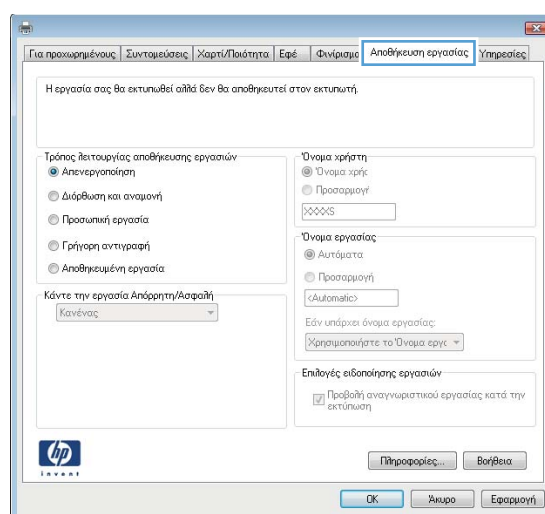 Για προχωρημένους Συντομεύσεις Χαρτί/Ποιότητα Εφέ Φινίρισμα Αποθήκευση εργασίας Υπηρεσίες
Η εργασία σας θα εκτυπωθεί αλλά δεν θα αποθηκευτεί στον εκτυπωτή.
Τρόπος λειτουργίας αποθήκευσης εργασιών
Απενεργοποίηση
Διόρθωση και αναμονή
Προσωπική εργασία
Γρήγορη αντιγραφή
Αποθηκευμένη εργασία
Κάντε την εργασία Απόρρητη/Ασφαλή
Κανένας
Όνομα χρήστη
Όνομα χρής
Προσαρμογή
XXXXS
Όνομα εργασίας
Αυτόματα
Προσαρμογή
<Automatic>
Εάν υπάρχει όνομα εργασίας:
Χρησιμοποιήστε το Όνομα εργε
Επιλογές ειδοποίησης εργασιών
Προβολή αναγνωριστικού εργασίας κατά την
εκτύπωση
hp
invent
Πληροφορίες... Βοήθεια
OK Άκυρο Εφαρμογή